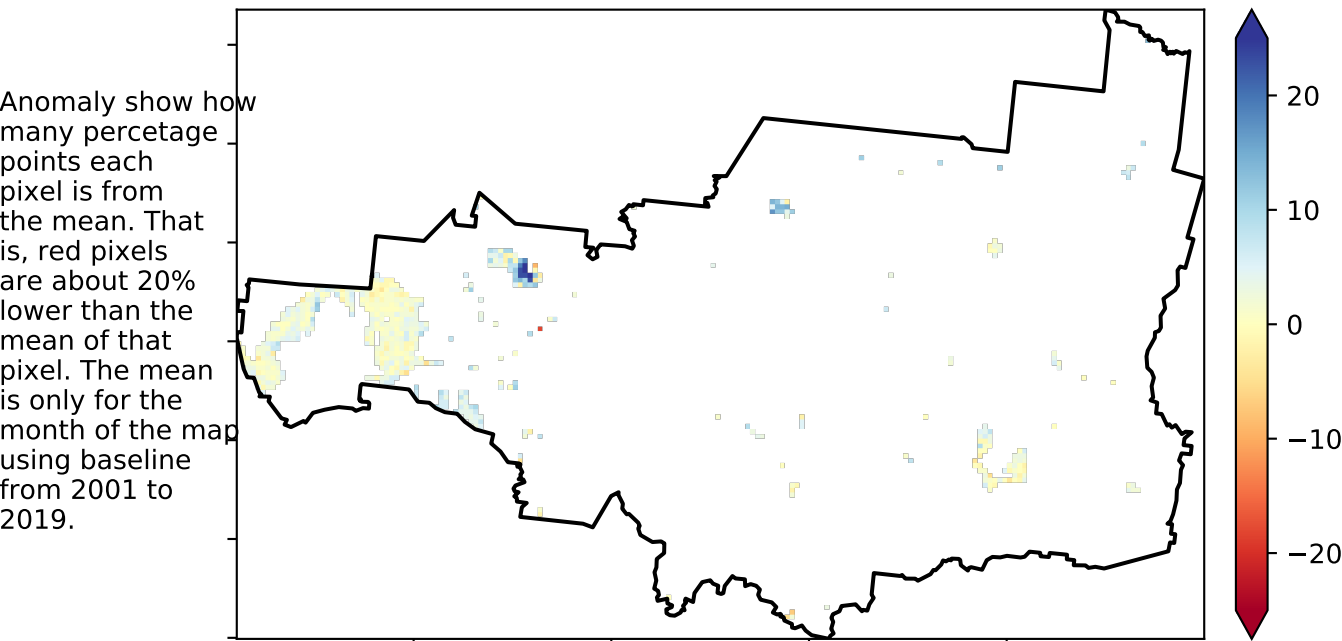 Anomaly show how
many percetage
points each
pixel is from
the mean. That
is, red pixels
are about 20%
lower than the
mean of that
pixel. The mean
is only for the
month of the map
using baseline
from 2001 to
2019.
20
10
0
−10
−20